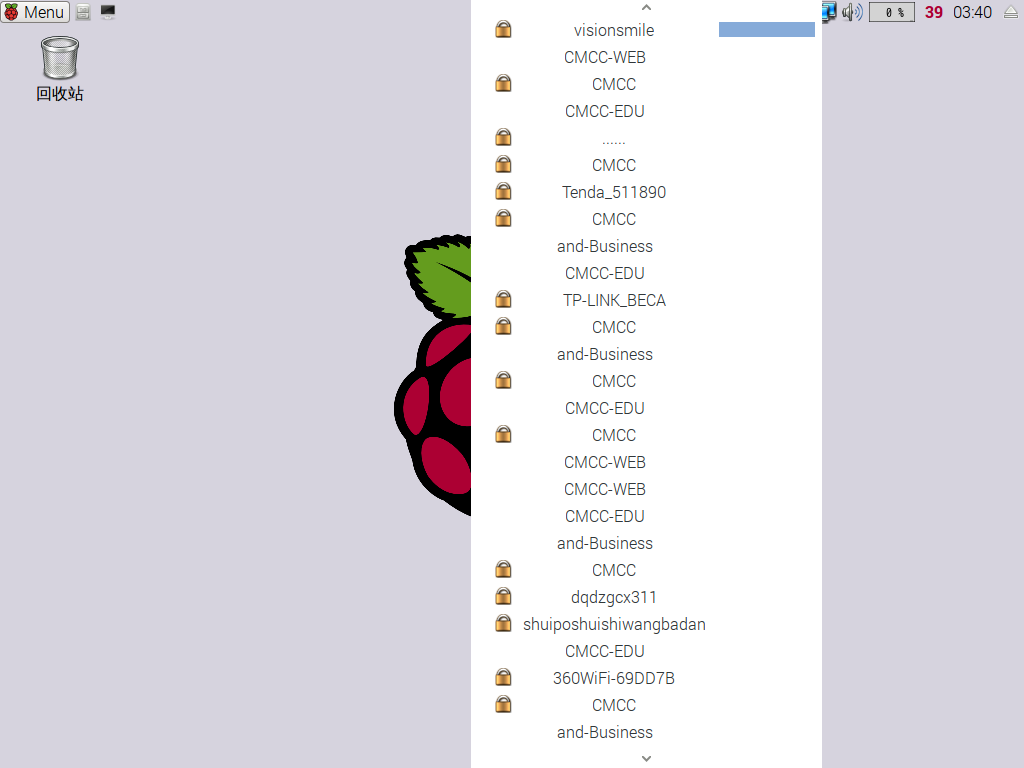 Menu
0 %
39
03:40
回收站
visionsmile
CMCC-WEB
CMCC
CMCC-EDU
......
CMCC
Tenda_511890
CMCC
and-Business
CMCC-EDU
TP-LINK_BECA
CMCC
and-Business
CMCC
CMCC-EDU
CMCC
CMCC-WEB
CMCC-WEB
CMCC-EDU
and-Business
CMCC
dqdzgcx311
shuiposhuishiwangbadan
CMCC-EDU
360WiFi-69DD7B
CMCC
and-Business